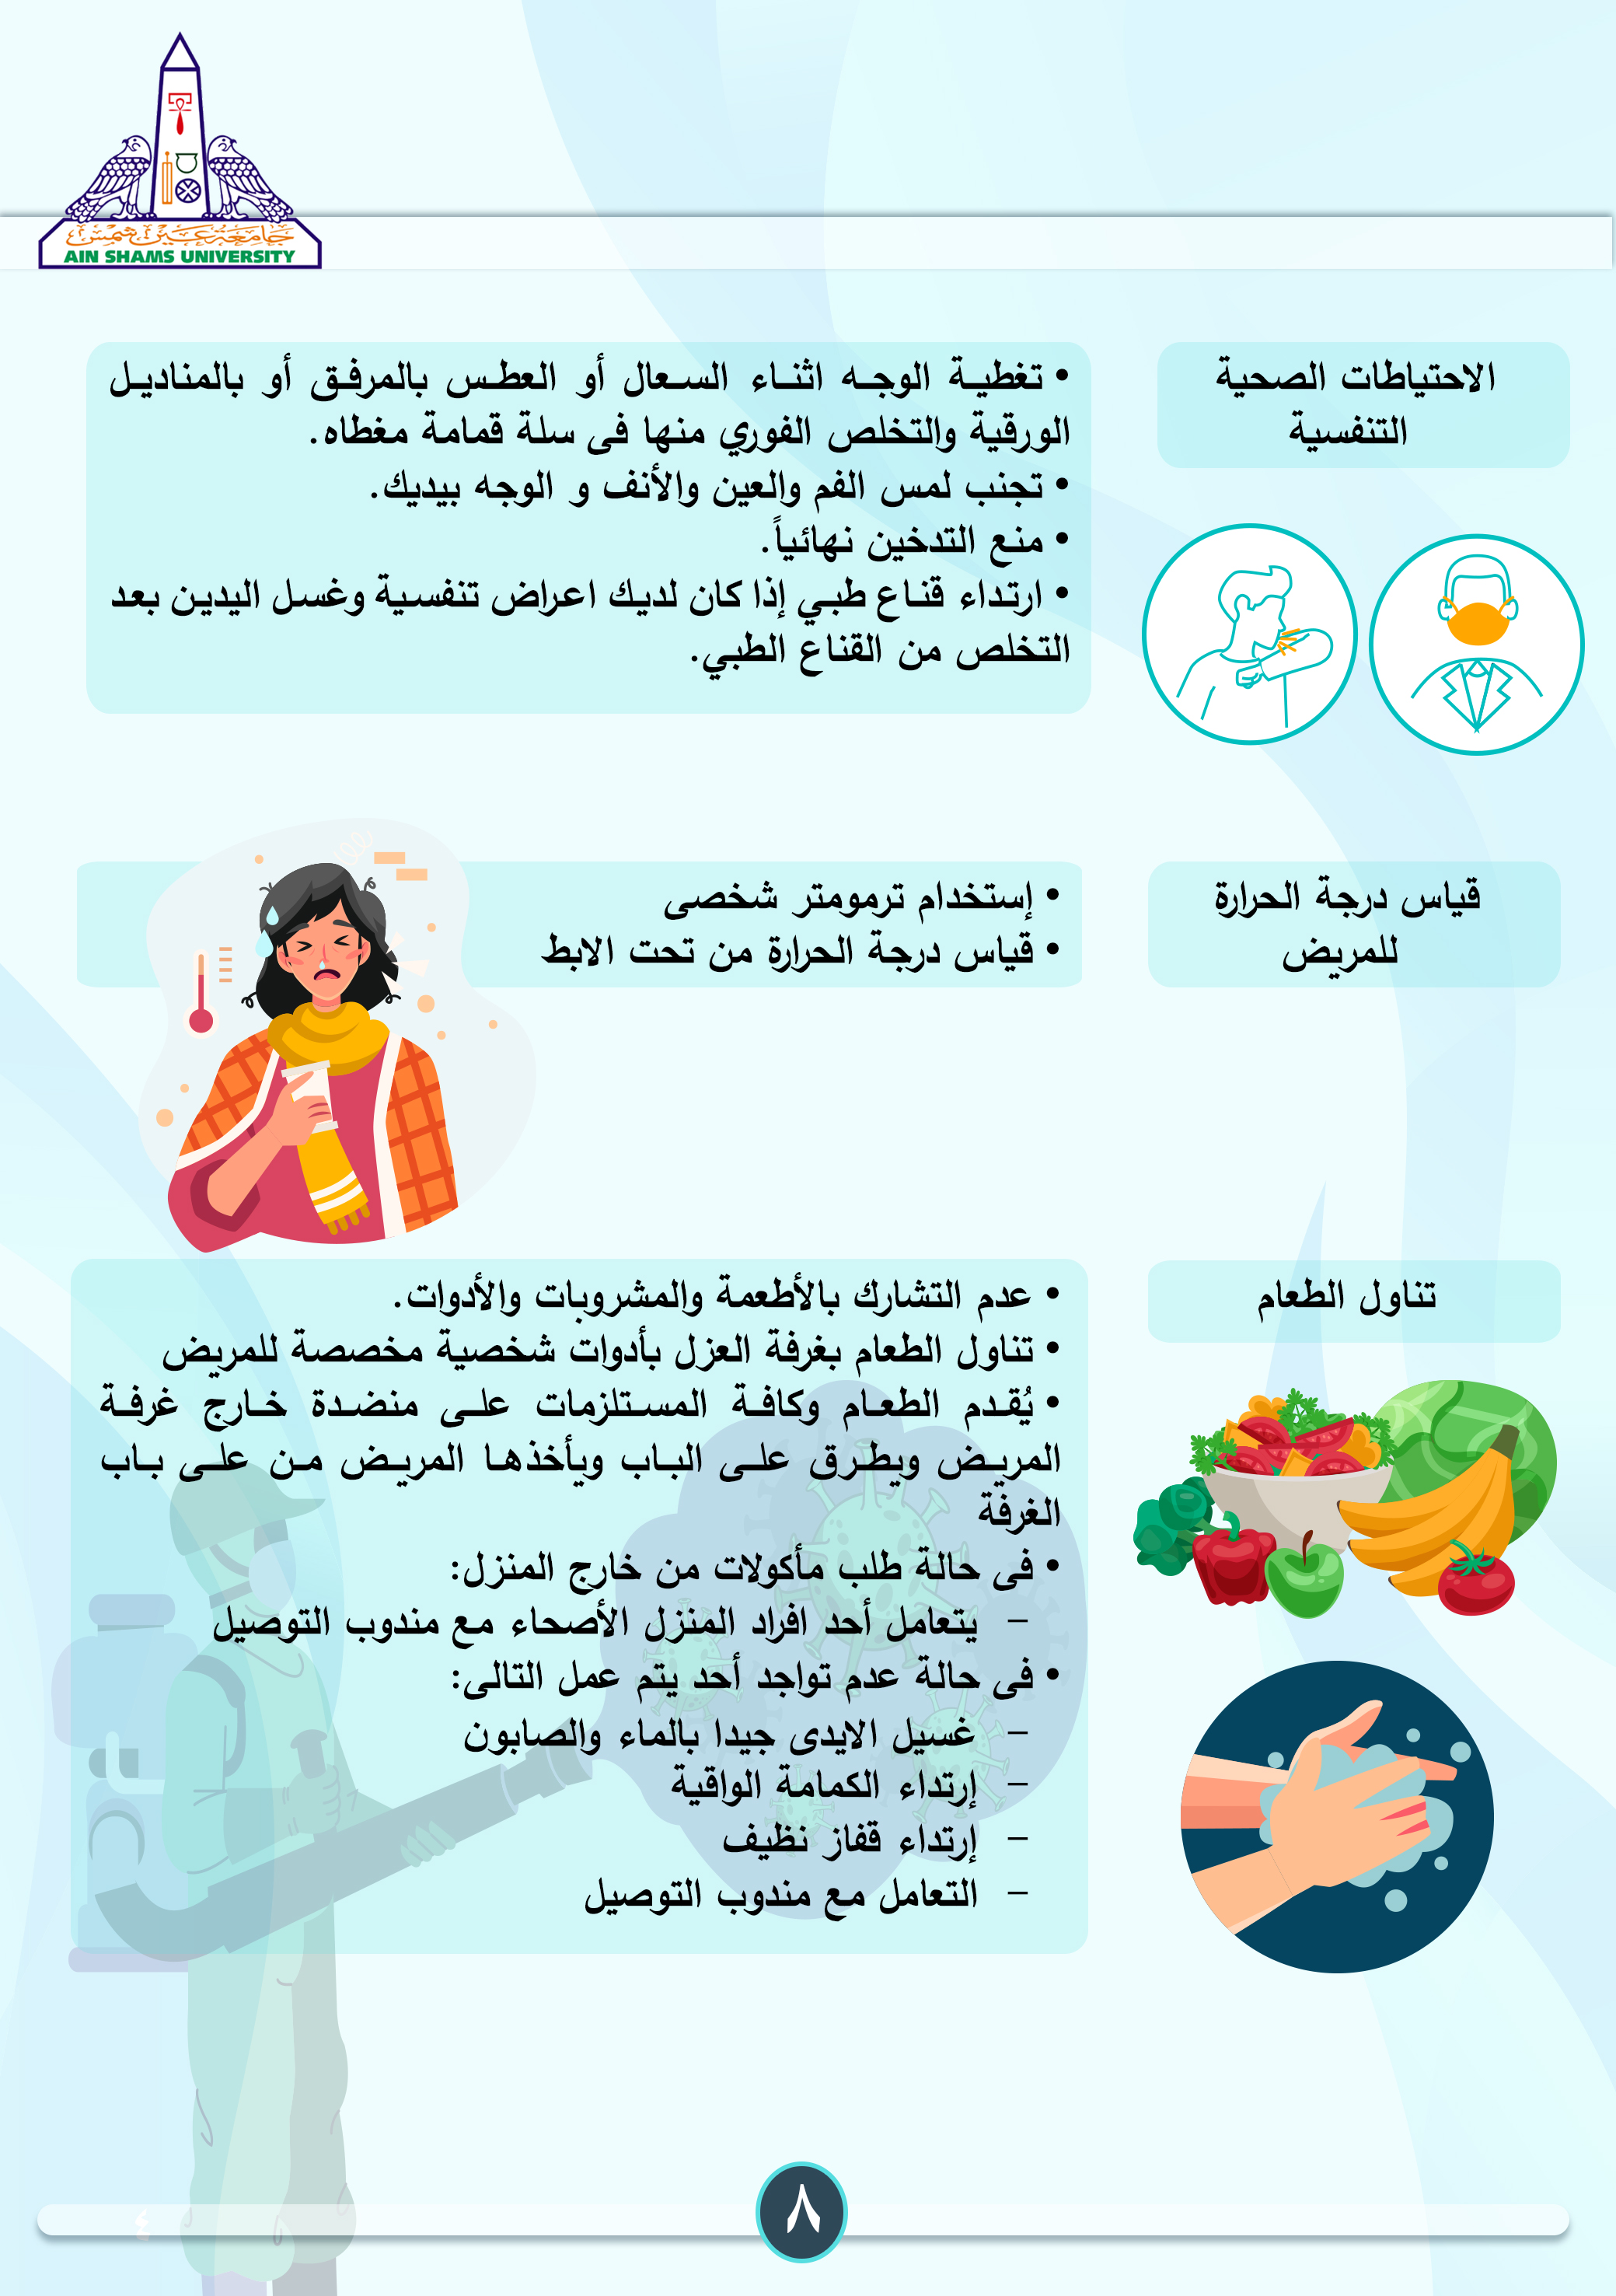 جامعة عين شمس
AIN SHAMS UNIVERSITY
الاحتياطات الصحية
التنفسية
• تغطية الوجه اثناء السعال أو العطس بالمرفق أو بالمناديل
الورقية والتخلص الفوري منها فى سلة قمامة مغطاه.
• تجنب لمس الفم والعين والأنف و الوجه بيديك.
• منع التدخين نهائياً.
• ارتداء قناع طبي إذا كان لديك اعراض تنفسية وغسل اليدين بعد
التخلص من القناع الطبي.
قياس درجة الحرارة
للمريض
• إستخدام ترمومتر شخصى
• قياس درجة الحرارة من تحت الابط
تناول الطعام
• عدم التشارك بالأطعمة والمشروبات والأدوات.
• تناول الطعام بغرفة العزل بأدوات شخصية مخصصة للمريض
• يُقدم الطعام وكافة المستلزمات على منضدة خارج غرفة
المريض ويطرق على الباب ويأخذها المريض من على باب
الغرفة
• فى حالة طلب مأكولات من خارج المنزل:
– يتعامل أحد افراد المنزل الأصحاء مع مندوب التوصيل
• فى حالة عدم تواجد أحد يتم عمل التالى:
– غسيل الايدى جيدا بالماء والصابون
– إرتداء الكمامة الواقية
– إرتداء قفاز نظيف
– التعامل مع مندوب التوصيل
٨
٤